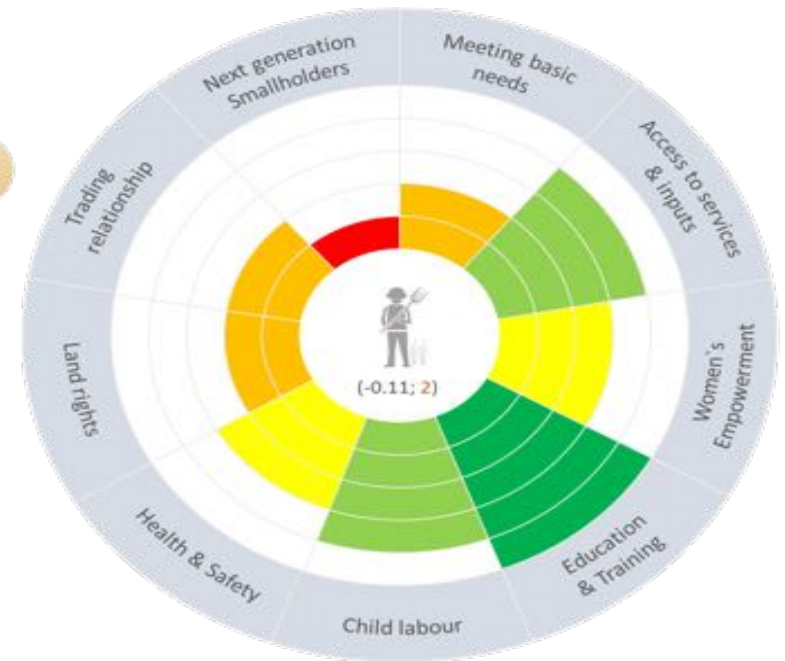 Meeting basic
needs
Access to services
& inputs
Women`s
Empowerment
Education
& Training
Child labour
Health & Safety
Land rights
Trading
relationship
Next generation
Smallholders
(-0.11; 2)